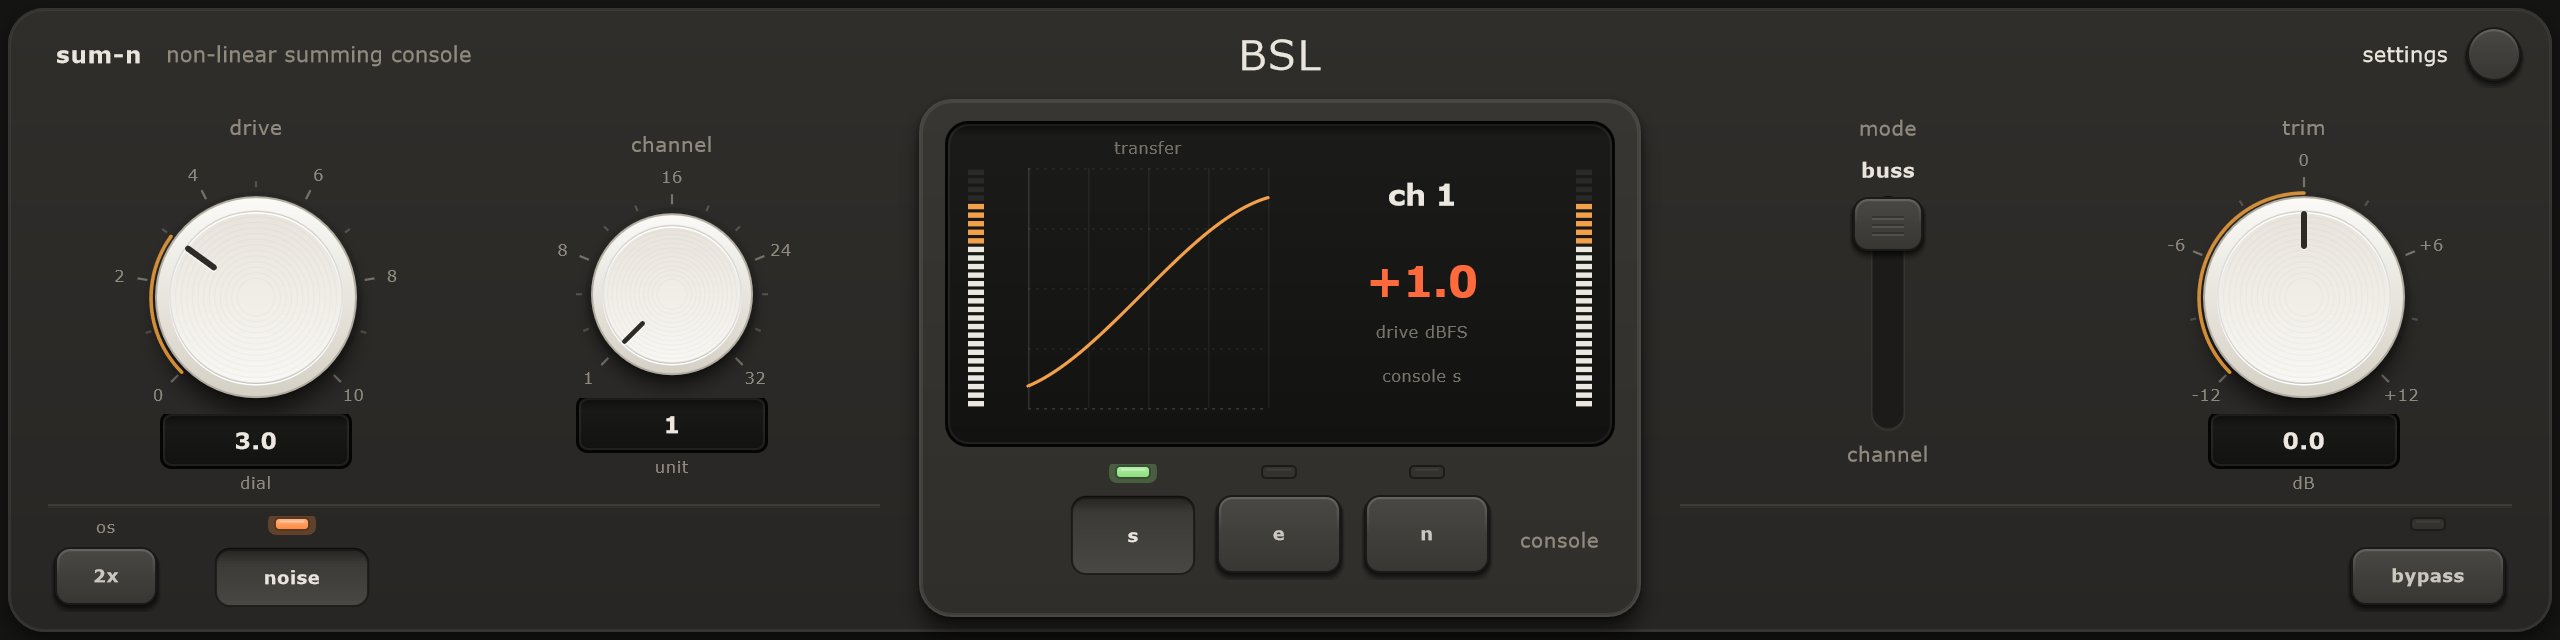 sum-n non-linear summing console
BSL
settings
drive
4
6
2
8
0
10
3.0
dial
channel
16
8
24
1
32
1
unit
transfer
ch 1
+1.0
drive dBFS
console s
mode
buss
channel
trim
0
-6
+6
-12
+12
0.0
dB
os
2x
noise
s
e
n
console
bypass